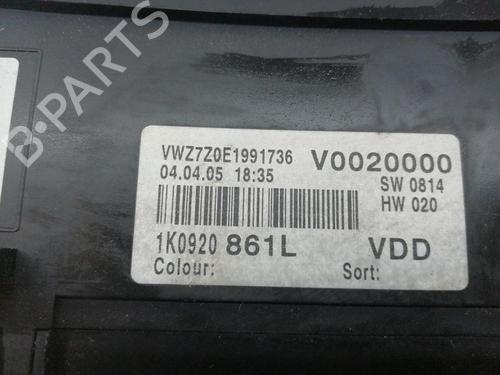 VWZ7Z0E1991736 V0020000
04.04.05 18:35 SW 0814
HW 020
1K0920 861L VDD
Colour: Sort:
B-PARTS